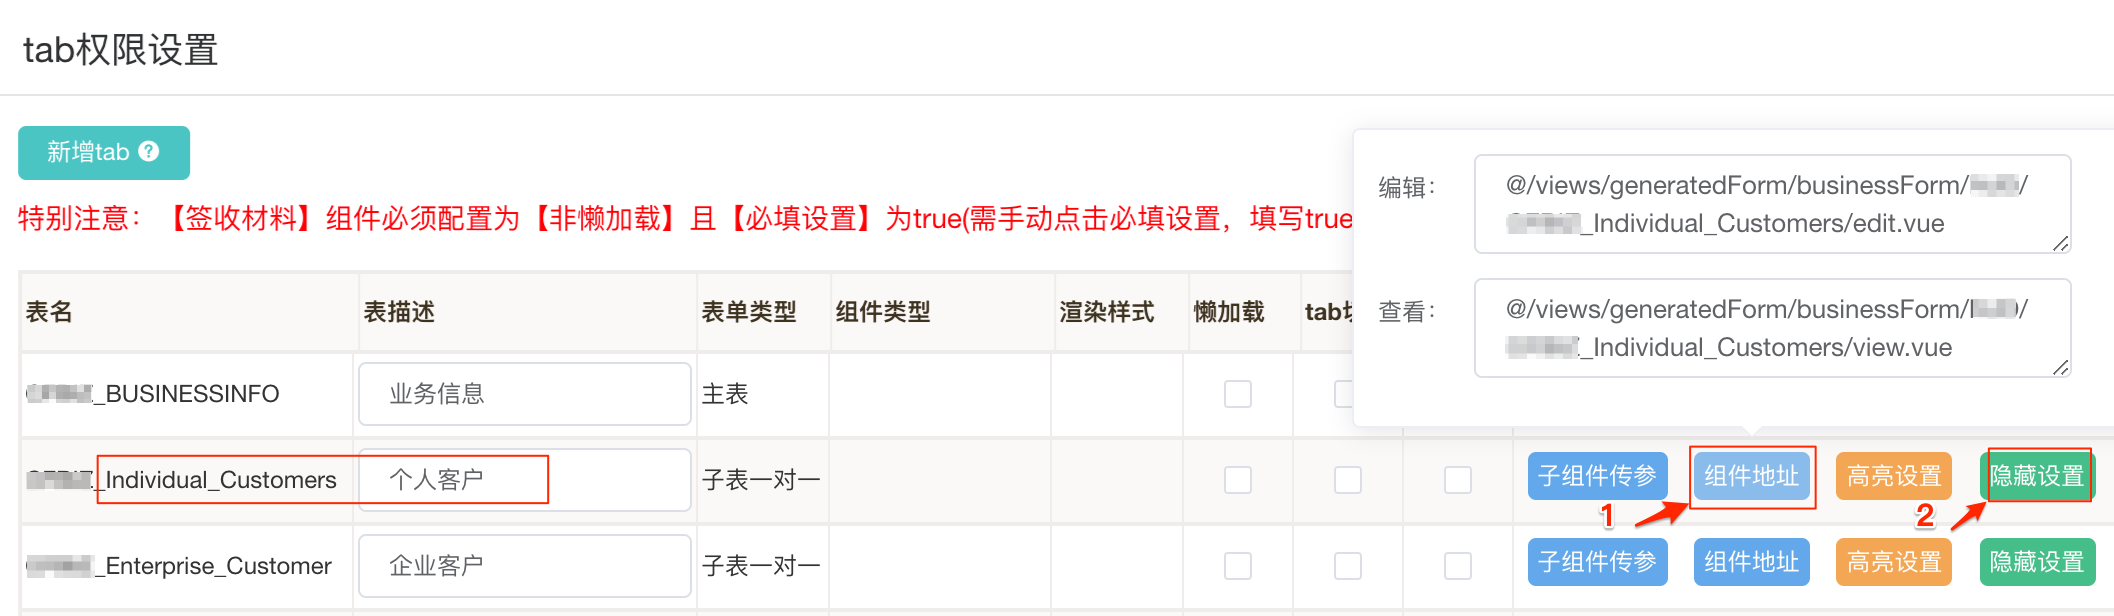 tab权限设置
新增tab
特别注意：【签收材料】组件必须配置为【非懒加载】且【必填设置】为true(需手动点击必填设置，填写true
编辑：
@/views/generatedForm/businessForm/ /
_Individual_Customers/edit.vue
查看：
@/views/generatedForm/businessForm/ /
_Individual_Customers/view.vue
表名 表描述 表单类型 组件类型 渲染样式 懒加载 tab
_BUSINESSINFO 业务信息 主表
_Individual_Customers 个人客户 子表一对一 子组件传参 组件地址 高亮设置 隐藏设置
1 2
_Enterprise_Customer 企业客户 子表一对一 子组件传参 组件地址 高亮设置 隐藏设置